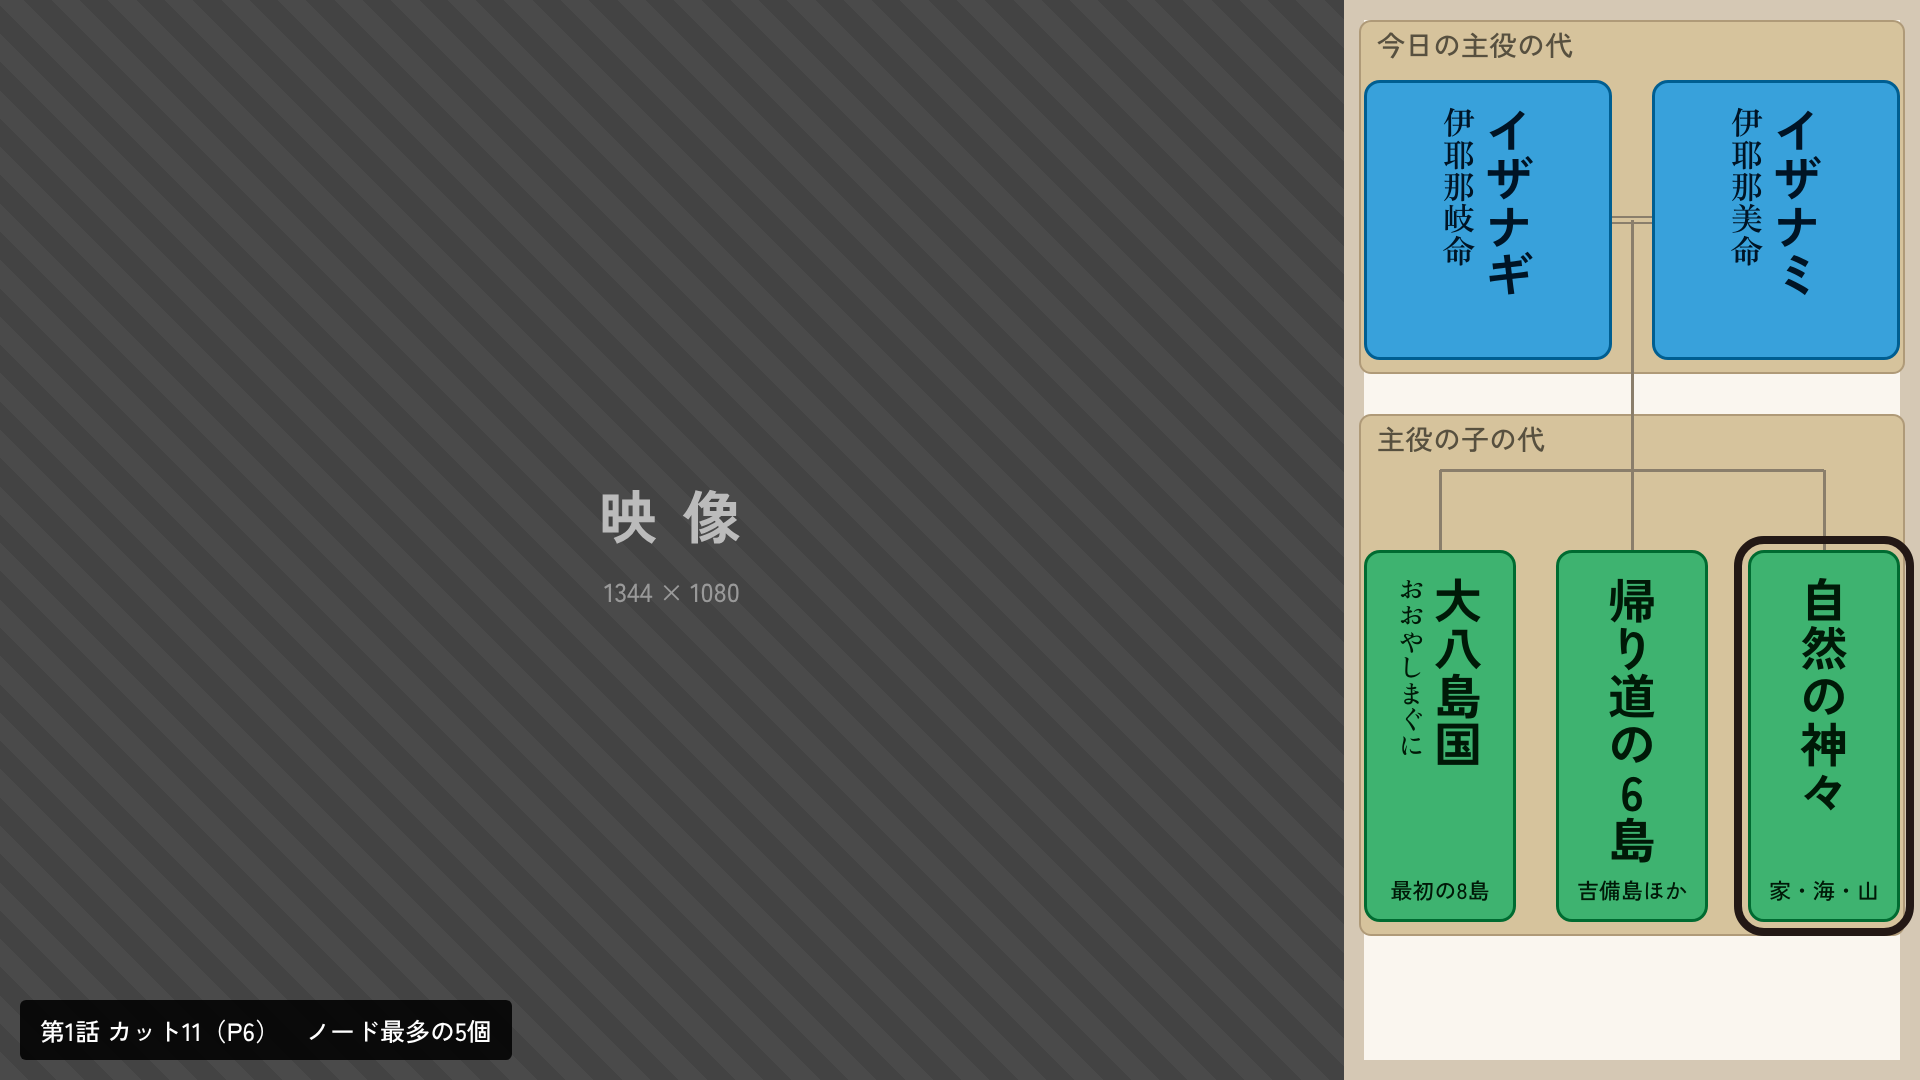 映像
1344 × 1080
第1話 カット11（P6）　ノード最多の5個
今日の主役の代
イザナギ
伊耶那岐命
イザナミ
伊耶那美命
主役の子の代
大八島国
おおやしまぐに
最初の8島
帰り道の6島
吉備島ほか
自然の神々
家・海・山